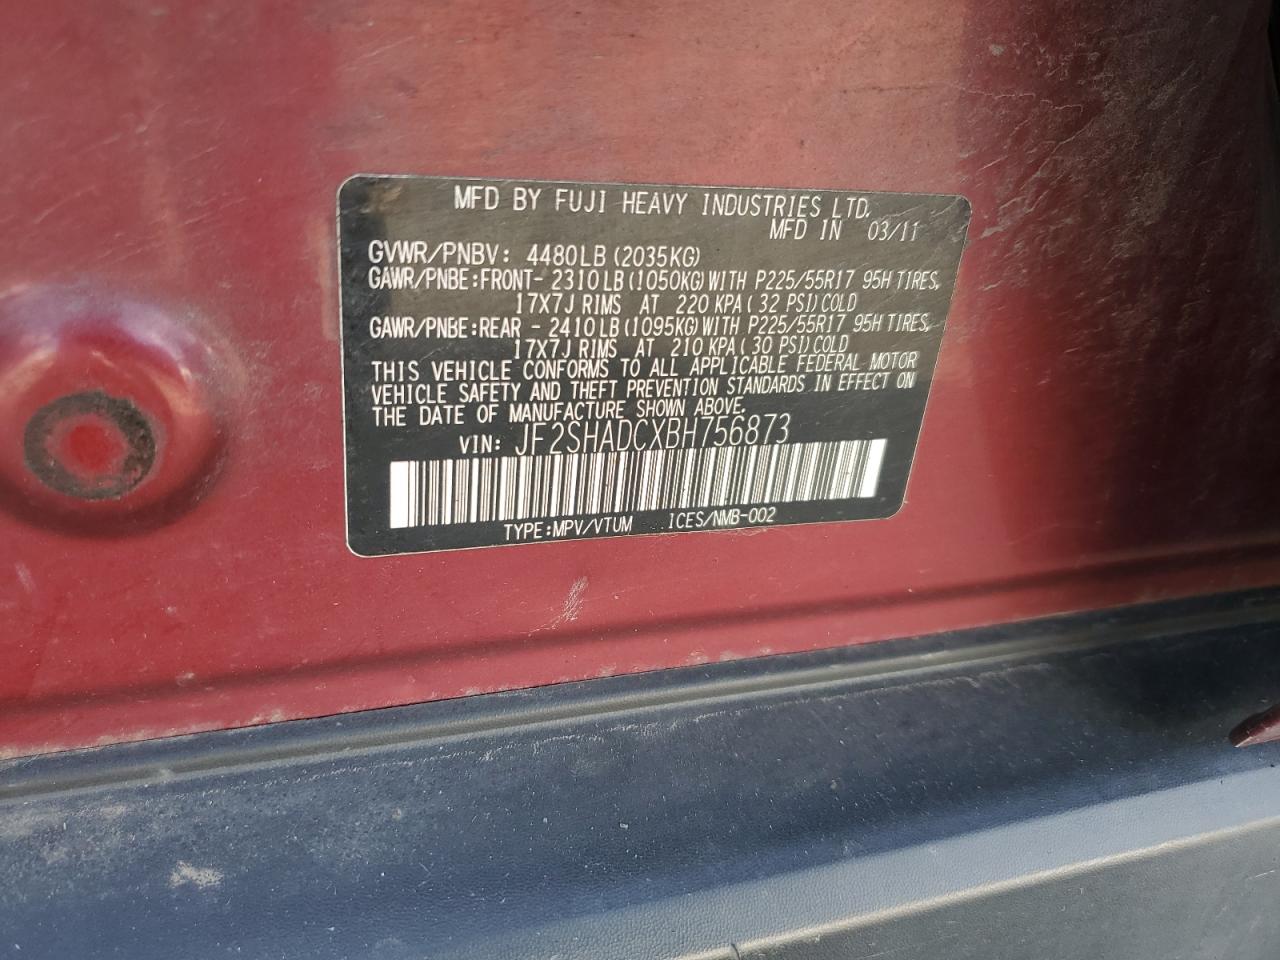 MFD BY FUJI HEAVY INDUSTRIES LTD.
MFD IN 03/11
GVWR/PNBV: 4480LB (2035KG)
GAWR/PNBE:FRONT- 2310LB (1050KG) WITH P225/55R17 95H TIRES,
17X7J RIMS AT 220 KPA (32 PSI) COLD
GAWR/PNBE:REAR - 2410LB (1095KG) WITH P225/55R17 95H TIRES,
17X7J RIMS AT 210 KPA (30 PSI) COLD
THIS VEHICLE CONFORMS TO ALL APPLICABLE FEDERAL MOTOR
VEHICLE SAFETY AND THEFT PREVENTION STANDARDS IN EFFECT ON
THE DATE OF MANUFACTURE SHOWN ABOVE.
VIN: JF2SHADCXBH756873
TYPE:MPV/VTUM ICES/NMB-002